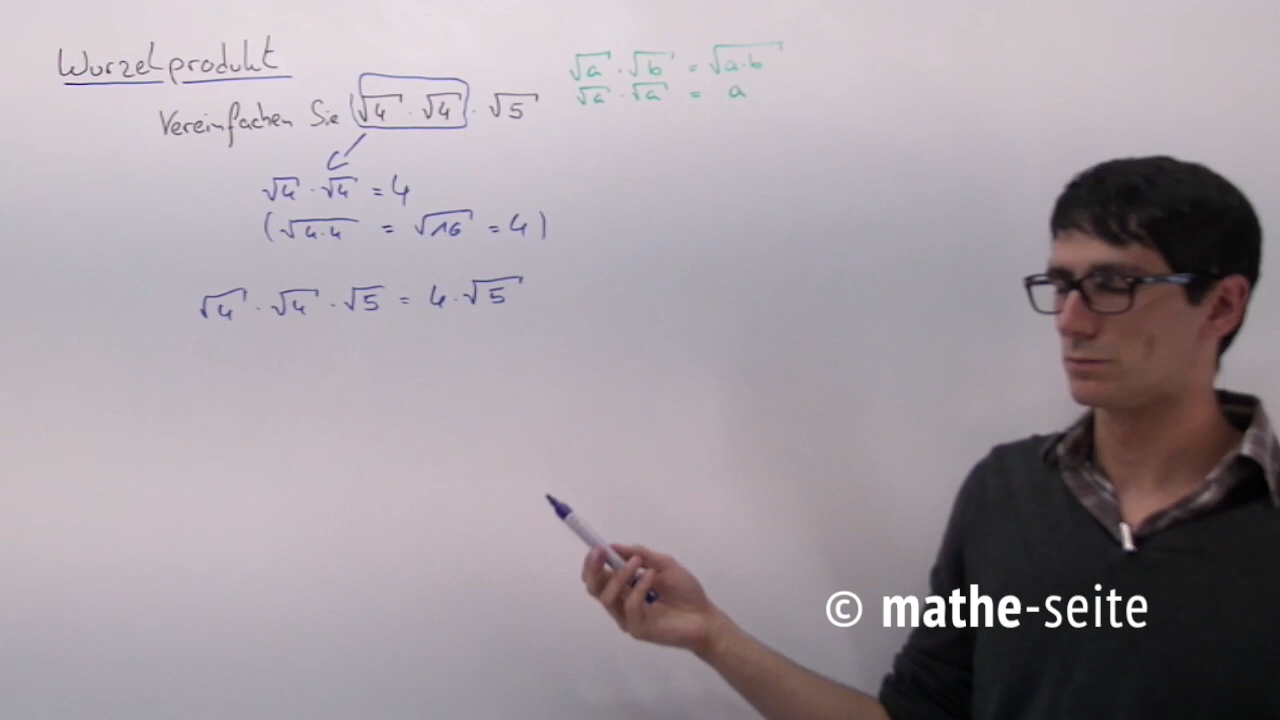 Wurzelprodukt
√a · √b = √a·b
√a · √a = a
Vereinfachen Sie √4 · √4 · √5
√4 · √4 = 4
(√4·4 = √16 = 4)
√4 · √4 · √5 = 4·√5
© mathe-seite